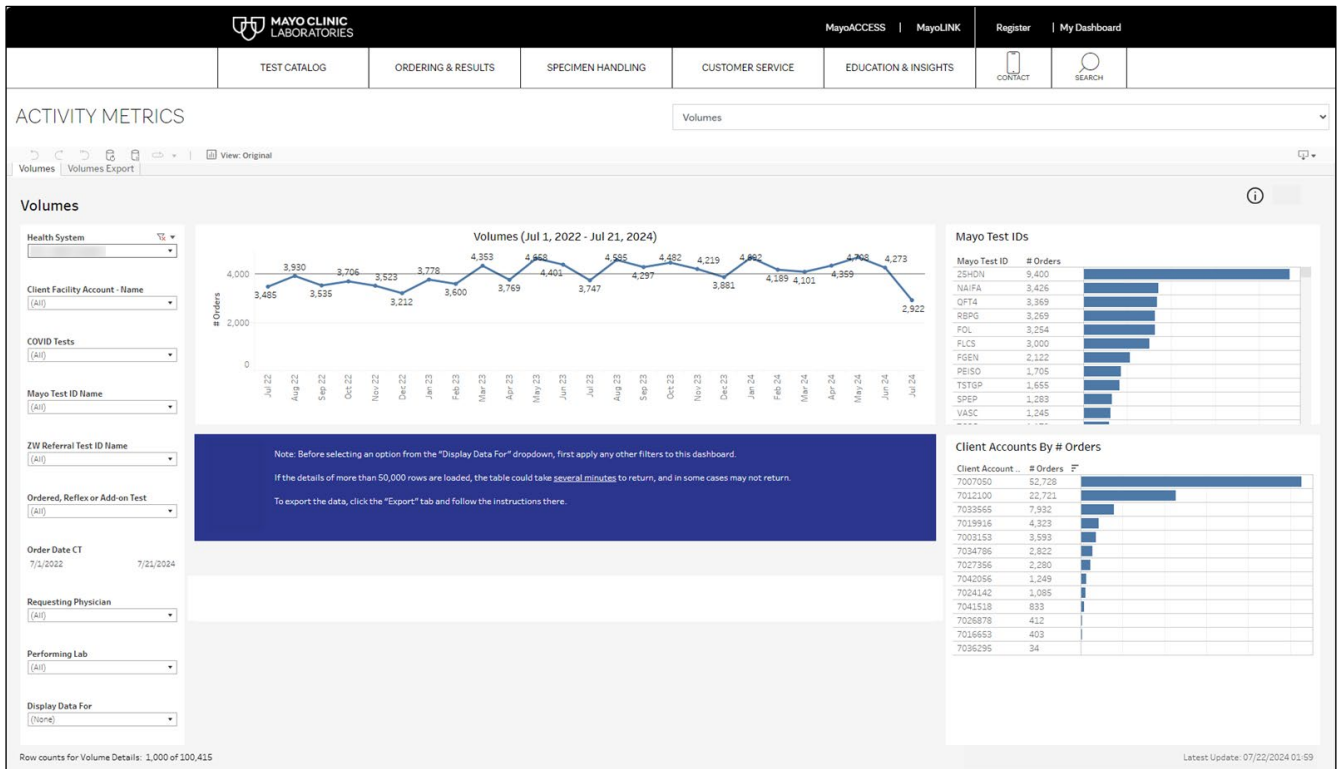 MAYO CLINIC
LABORATORIES
MayoACCESS | MayoLINK
Register | My Dashboard
TEST CATALOG
ORDERING & RESULTS
SPECIMEN HANDLING
CUSTOMER SERVICE
EDUCATION & INSIGHTS
CONTACT
SEARCH
ACTIVITY METRICS
Volumes
View: Original
Volumes
Volumes Export
Volumes
Health System
Client Facility Account - Name
(All)
COVID Tests
(All)
Mayo Test ID Name
(All)
ZW Referral Test ID Name
(All)
Ordered, Reflex or Add-on Test
(All)
Order Date CT
7/1/2022 7/21/2024
Requesting Physician
(All)
Performing Lab
(All)
Display Data For
(None)
Volumes (Jul 1, 2022 - Jul 21, 2024)
# Orders
4,000
2,000
0
3,485
3,930
3,535
3,706
3,523
3,212
3,778
3,600
4,353
3,769
4,401
3,747
4,595
4,297
4,482
4,219
3,881
4,189
4,101
4,359
4,273
2,922
Jul 22
Aug 22
Sep 22
Oct 22
Nov 22
Dec 22
Jan 23
Feb 23
Mar 23
Apr 23
May 23
Jun 23
Jul 23
Aug 23
Sep 23
Oct 23
Nov 23
Dec 23
Jan 24
Feb 24
Mar 24
Apr 24
May 24
Jun 24
Jul 24
Note: Before selecting an option from the "Display Data For" dropdown, first apply any other filters to this dashboard.
If the details of more than 50,000 rows are loaded, the table could take several minutes to return, and in some cases may not return.
To export the data, click the "Export" tab and follow the instructions there.
Mayo Test IDs
Mayo Test ID # Orders
25HDN 9,400
NAIFA 3,426
QFT4 3,369
RBPG 3,269
FOL 3,254
FLCS 3,000
FGEN 2,122
PEISO 1,705
TSTGP 1,655
SPEP 1,283
VASC 1,245
Client Accounts By # Orders
Client Account .. # Orders
7007050 52,728
7012100 22,721
7033565 7,932
7019916 4,323
7003153 3,593
7034786 2,822
7027356 2,280
7042056 1,249
7024142 1,085
7041518 833
7026878 412
7016653 403
7036295 34
Row counts for Volume Details: 1,000 of 100,415
Latest Update: 07/22/2024 01:59